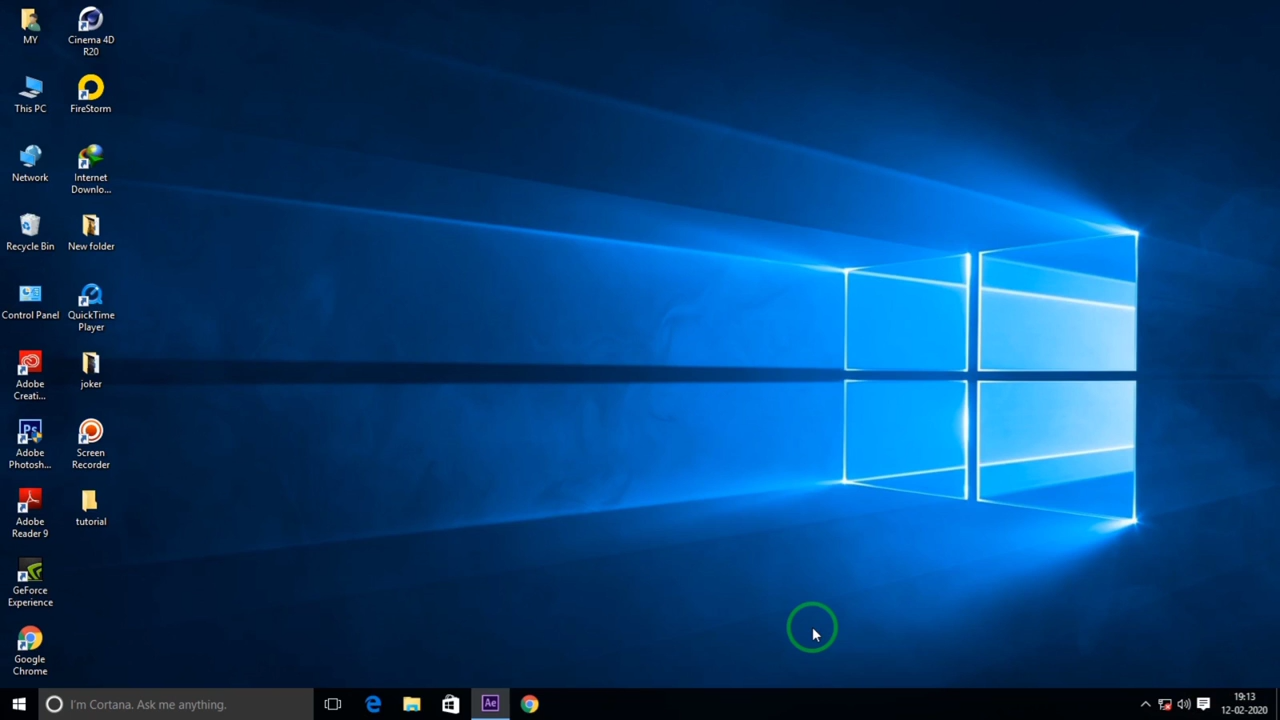 MY
Cinema 4D
R20
This PC
FireStorm
Network
Internet
Downlo...
Recycle Bin
New folder
Control Panel
QuickTime
Player
Adobe
Creati...
joker
Ps
Adobe
Photosh...
Screen
Recorder
Adobe
Reader 9
tutorial
GeForce
Experience
Google
Chrome
I'm Cortana. Ask me anything.
Ae
19:13
12-02-2020